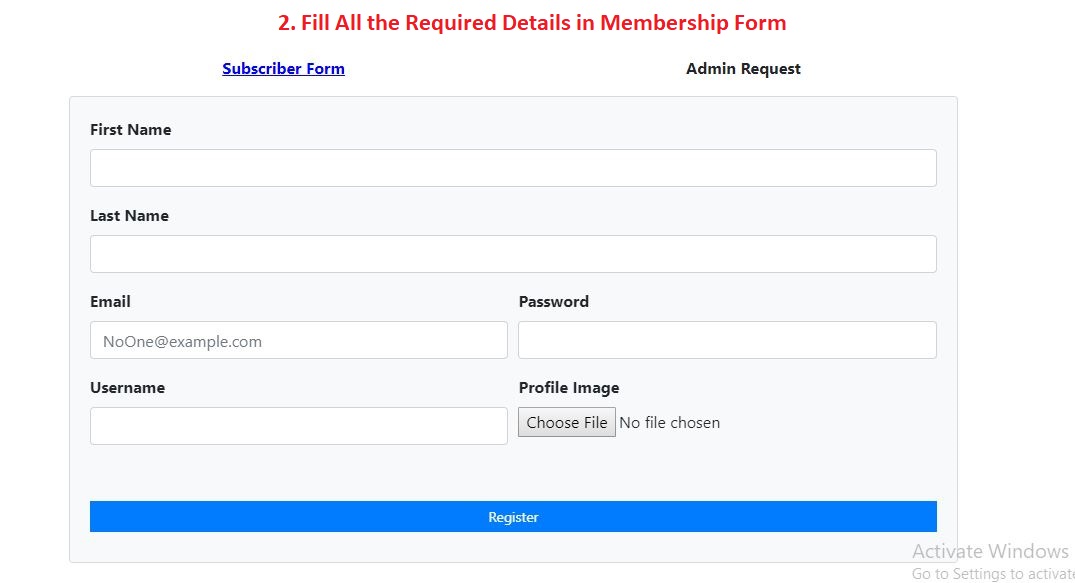 2. Fill All the Required Details in Membership Form
Subscriber Form Admin Request
First Name
Last Name
Email Password
NoOne@example.com
Username Profile Image
Choose File No file chosen
Register
Activate Windows
Go to Settings to activate